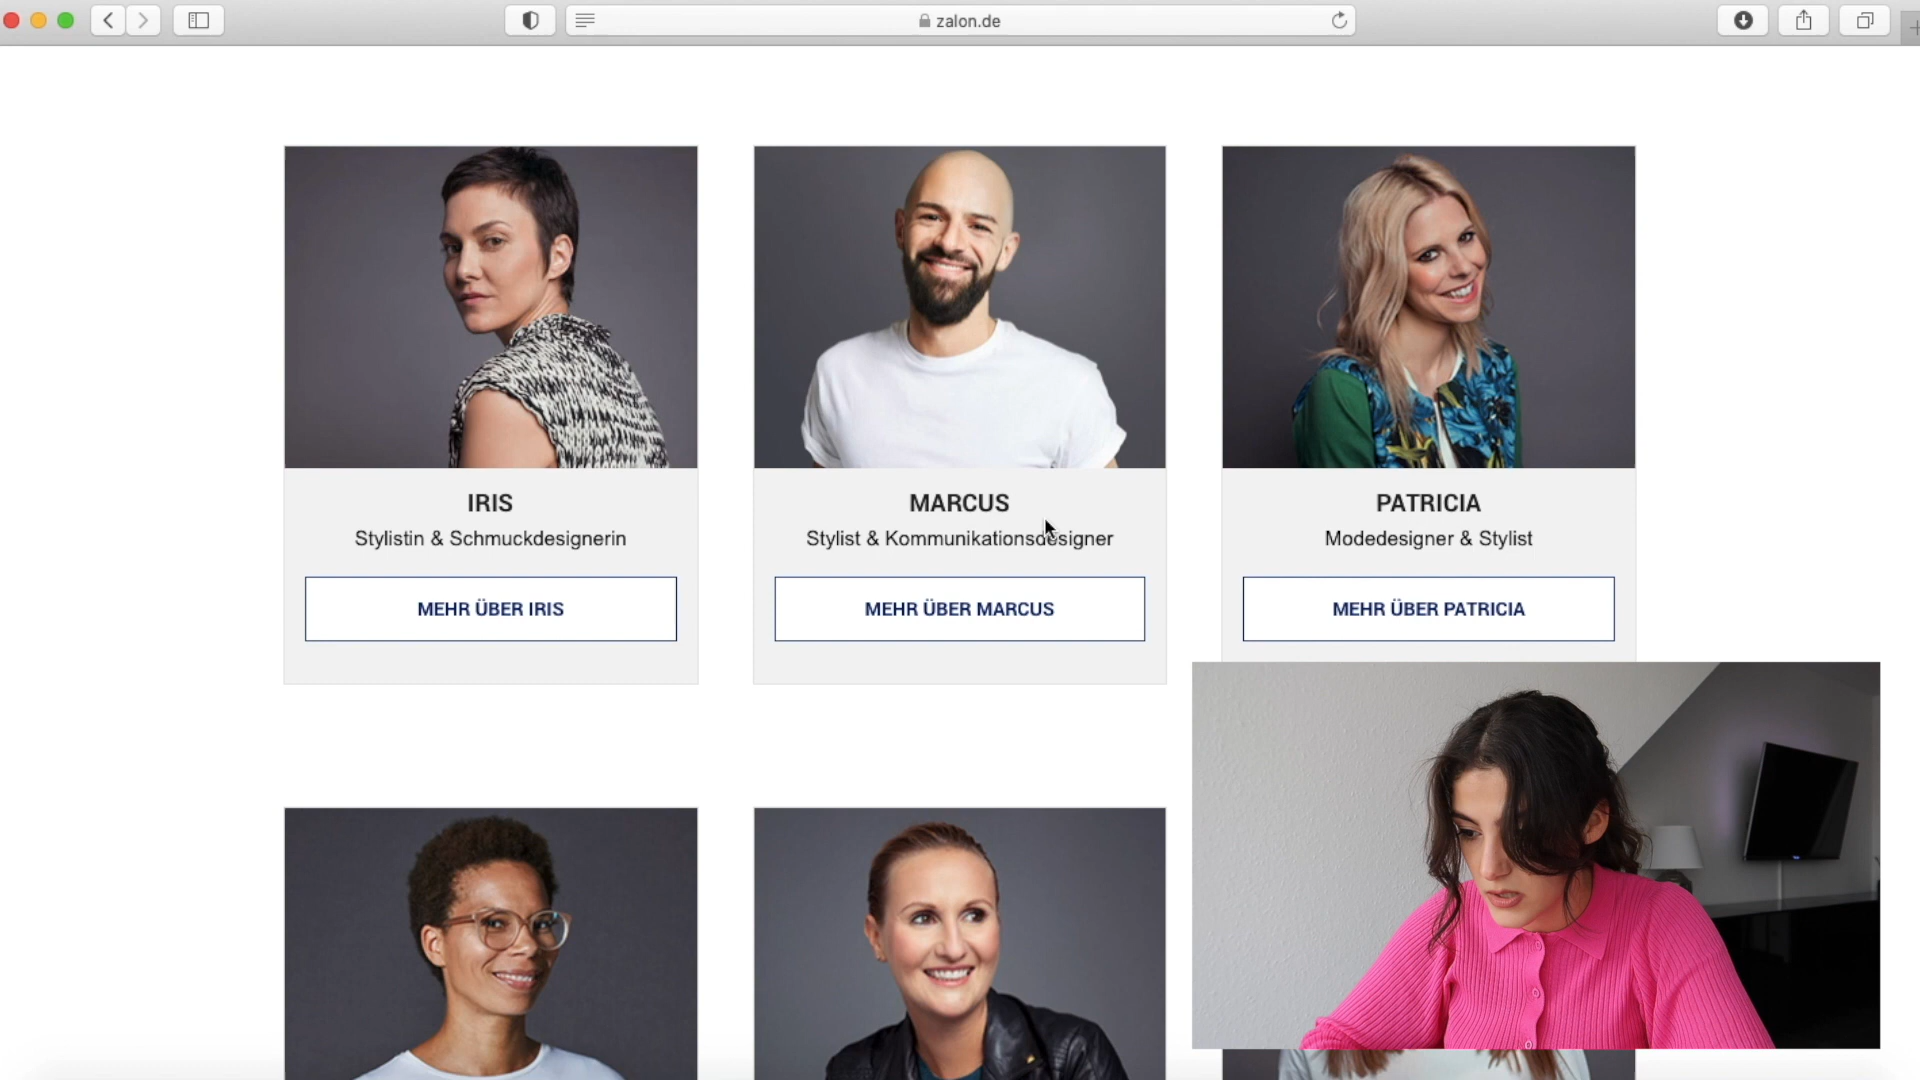 zalon.de
IRIS
Stylistin & Schmuckdesignerin
MEHR ÜBER IRIS
MARCUS
Stylist & Kommunikationsdesigner
MEHR ÜBER MARCUS
PATRICIA
Modedesigner & Stylist
MEHR ÜBER PATRICIA